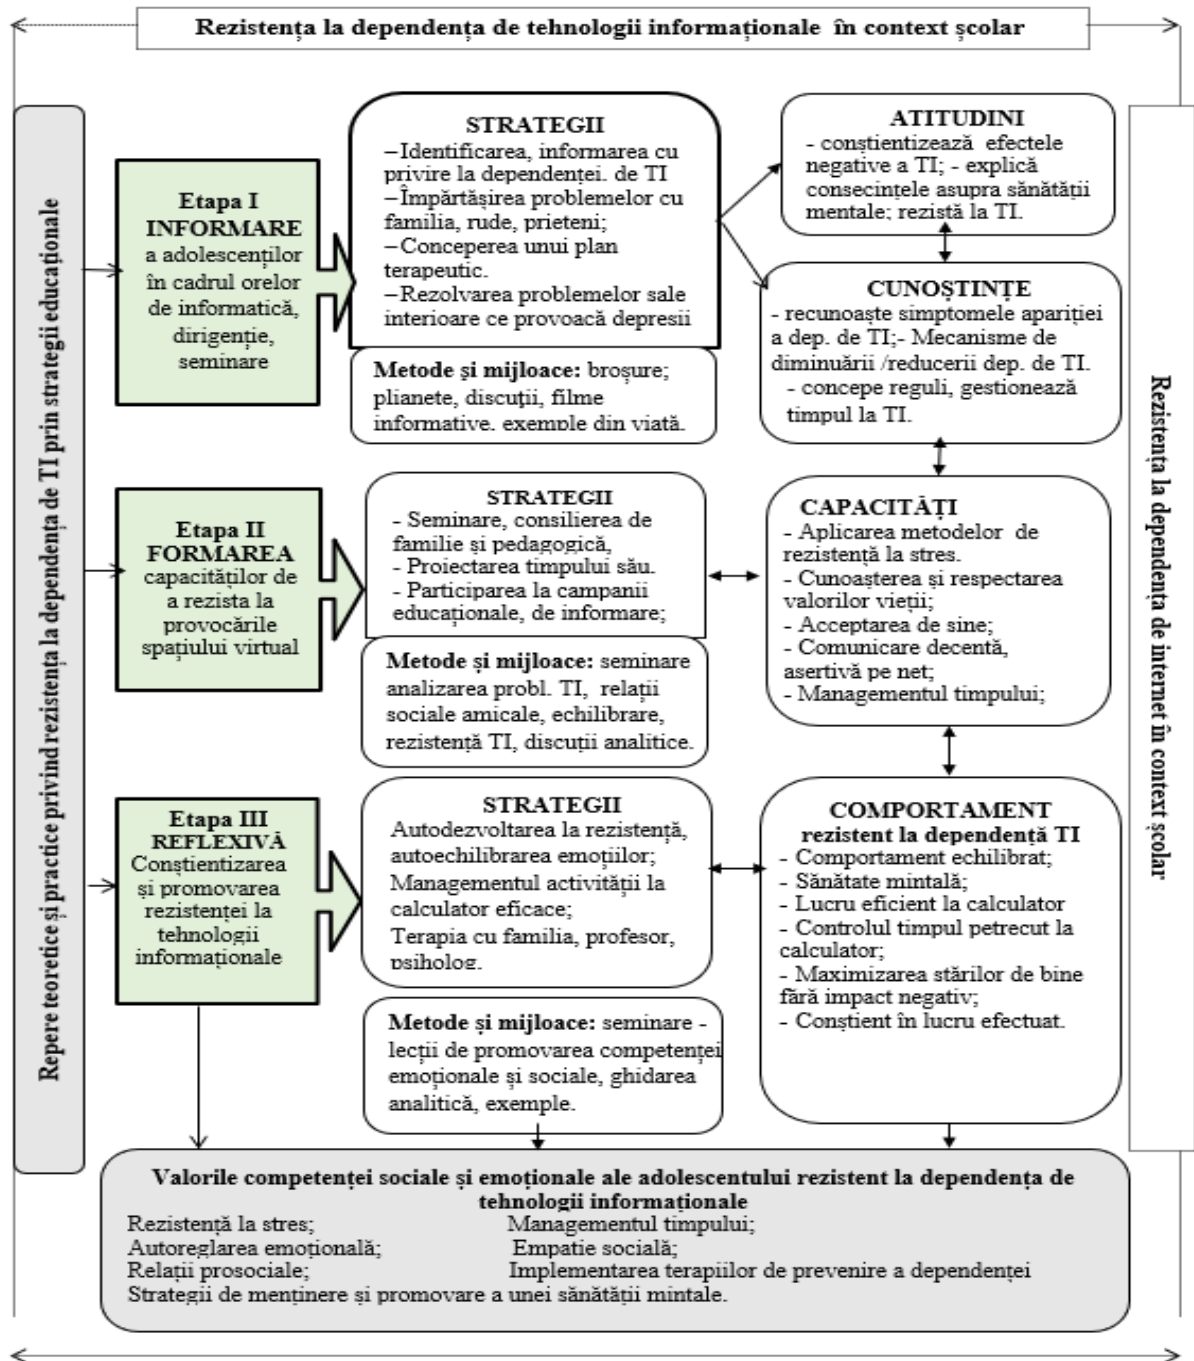 Rezistența la dependența de tehnologii informaționale în context școlar
Repere teoretice și practice privind rezistența la dependența de TI prin strategii educaționale
Etapa I
INFORMARE
a adolescenților
în cadrul orelor
de informatică,
dirigenție,
seminare
STRATEGII
–Identificarea, informarea cu
privire la dependenței. de TI
–Împărtășirea problemelor cu
familia, rude, prieteni;
–Conceperea unui plan
terapeutic.
–Rezolvarea problemelor sale
interioare ce provoacă depresii
Metode și mijloace: broșure;
plianete, discuții, filme
informative, exemple din viață.
ATITUDINI
- conștientizează efectele
negative a TI; - explică
consecințele asupra sănătății
mentale; rezistă la TI.
CUNOȘTINȚE
- recunoaște simptomele apariției
a dep. de TI;- Mecanisme de
diminuării /reducerii dep. de TI.
- concepe reguli, gestionează
timpul la TI.
Etapa II
FORMAREA
capacităților de
a rezista la
provocările
spațiului virtual
STRATEGII
- Seminare, consilierea de
familie și pedagogică,
- Proiectarea timpului său.
- Participarea la campanii
educaționale, de informare;
Metode și mijloace: seminare
analizarea probl. TI, relații
sociale amicale, echilibrare,
rezistență TI, discuții analitice.
CAPACITĂȚI
- Aplicarea metodelor de
rezistență la stres.
- Cunoașterea și respectarea
valorilor vieții;
- Acceptarea de sine;
- Comunicare decentă,
asertivă pe net;
- Managementul timpului;
Etapa III
REFLEXIVĂ
Conștientizarea
și promovarea
rezistenței la
tehnologii
informaționale
STRATEGII
Autodezvoltarea la rezistență,
autoechilibrarea emoțiilor;
Managementul activității la
calculator eficace;
Terapia cu familia, profesor,
psiholog.
Metode și mijloace: seminare -
lecții de promovarea competenței
emoționale și sociale, ghidarea
analitică, exemple.
COMPORTAMENT
rezistent la dependență TI
- Comportament echilibrat;
- Sănătate mintală;
- Lucru eficient la calculator
- Controlul timpul petrecut la
calculator;
- Maximizarea stărilor de bine
fără impact negativ;
- Conștient în lucru efectuat.
Rezistența la dependența de internet în context școlar
Valorile competenței sociale și emoționale ale adolescentului rezistent la dependența de
tehnologii informaționale
Rezistență la stres; Managementul timpului;
Autoreglarea emoțională; Empatie socială;
Relații prosociale; Implementarea terapiilor de prevenire a dependenței
Strategii de menținere și promovare a unei sănătății mintale.